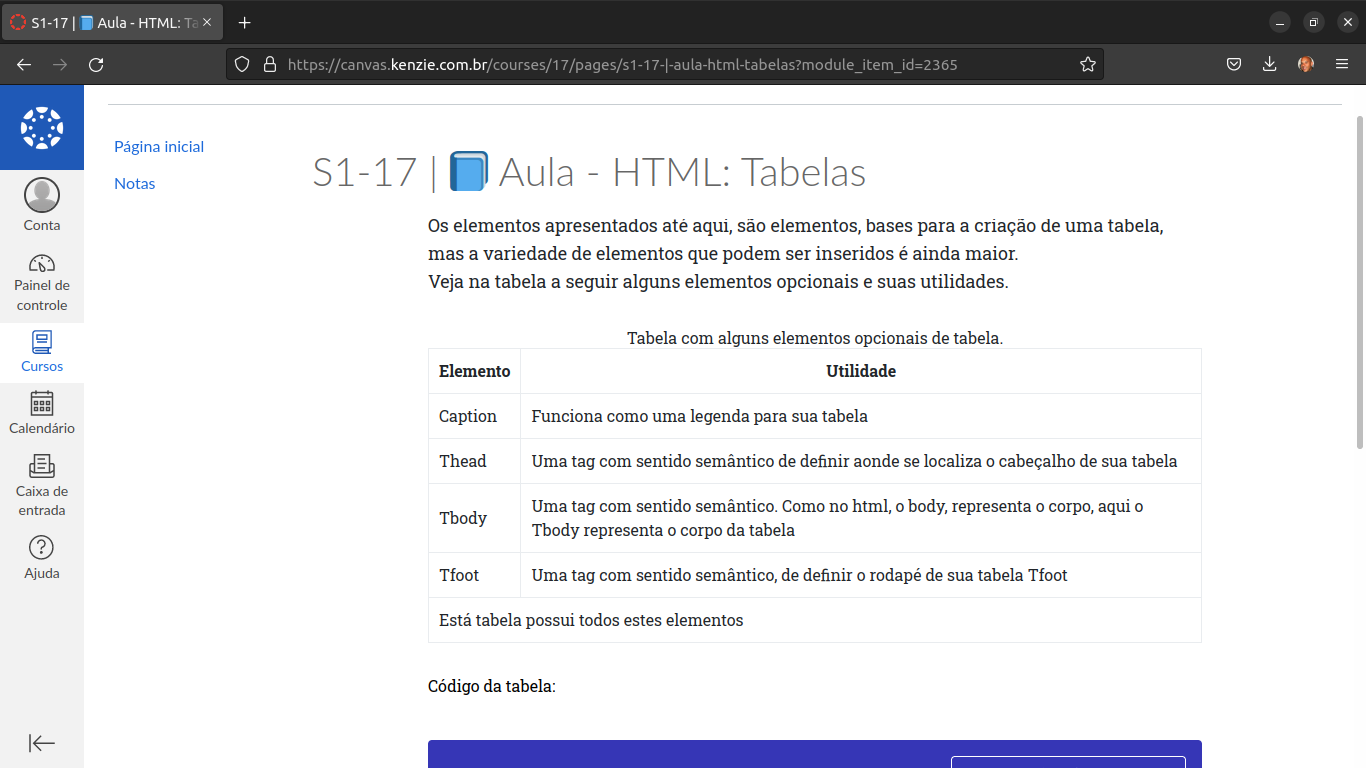 S1-17 | 📘 Aula - HTML: Ta
https://canvas.kenzie.com.br/courses/17/pages/s1-17-|-aula-html-tabelas?module_item_id=2365
Conta
Painel de
controle
Cursos
Calendário
Caixa de
entrada
Ajuda
Página inicial
Notas
S1-17 | 📘 Aula - HTML: Tabelas
Os elementos apresentados até aqui, são elementos, bases para a criação de uma tabela,
mas a variedade de elementos que podem ser inseridos é ainda maior.
Veja na tabela a seguir alguns elementos opcionais e suas utilidades.
Tabela com alguns elementos opcionais de tabela.
Elemento Utilidade
Caption Funciona como uma legenda para sua tabela
Thead Uma tag com sentido semântico de definir aonde se localiza o cabeçalho de sua tabela
Tbody Uma tag com sentido semântico. Como no html, o body, representa o corpo, aqui o
Tbody representa o corpo da tabela
Tfoot Uma tag com sentido semântico, de definir o rodapé de sua tabela Tfoot
Está tabela possui todos estes elementos
Código da tabela: